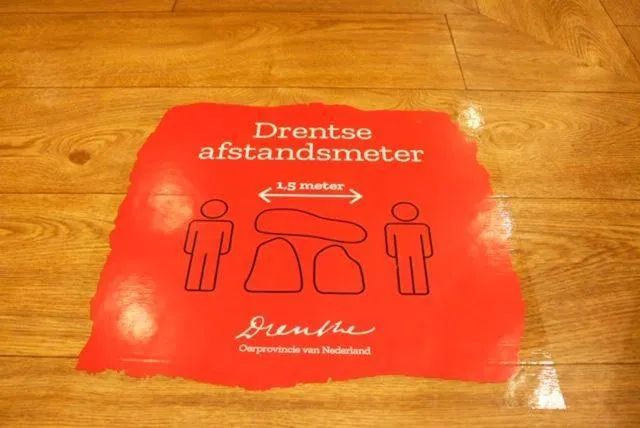 Drentse
afstandsmeter
1,5 meter
Drenthe
Oerprovincie van Nederland